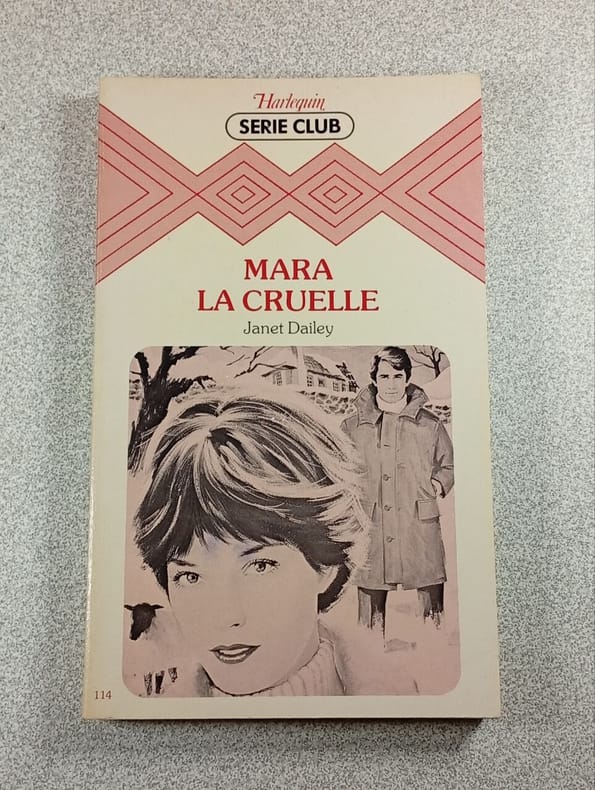 Harlequin
SERIE CLUB
MARA
LA CRUELLE
Janet Dailey
114